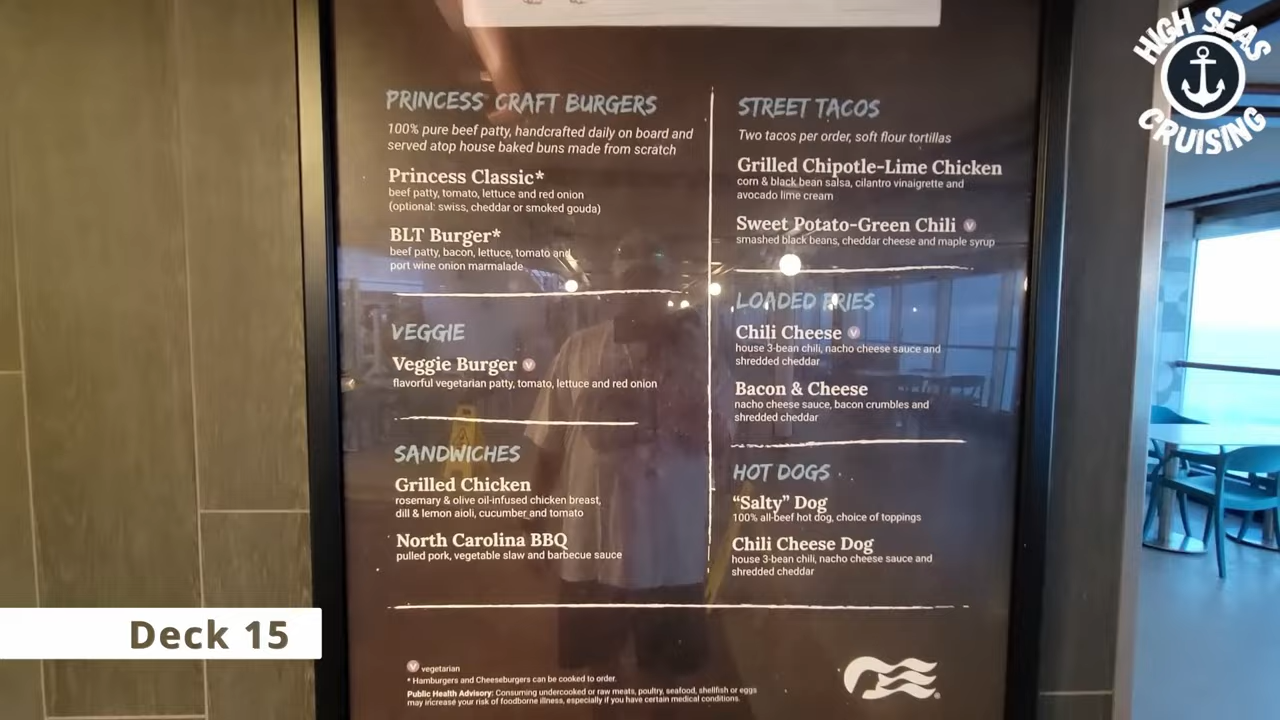 HIGH SEAS
CRUISING
PRINCESS CRAFT BURGERS
100% pure beef patty, handcrafted daily on board and
served atop house baked buns made from scratch
Princess Classic*
beef patty, tomato, lettuce and red onion
(optional: swiss, cheddar or smoked gouda)
BLT Burger*
beef patty, bacon, lettuce, tomato and
port wine onion marmalade
VEGGIE
Veggie Burger V
flavorful vegetarian patty, tomato, lettuce and red onion
SANDWICHES
Grilled Chicken
rosemary & olive oil-infused chicken breast,
dill & lemon aioli, cucumber and tomato
North Carolina BBQ
pulled pork, vegetable slaw and barbecue sauce
STREET TACOS
Two tacos per order, soft flour tortillas
Grilled Chipotle-Lime Chicken
corn & black bean salsa, cilantro vinaigrette and
avocado lime cream
Sweet Potato-Green Chili V
smashed black beans, cheddar cheese and maple syrup
LOADED FRIES
Chili Cheese V
house 3-bean chili, nacho cheese sauce and
shredded cheddar
Bacon & Cheese
nacho cheese sauce, bacon crumbles and
shredded cheddar
HOT DOGS
“Salty” Dog
100% all-beef hot dog, choice of toppings
Chili Cheese Dog
house 3-bean chili, nacho cheese sauce and
shredded cheddar
V vegetarian
* Hamburgers and Cheeseburgers can be cooked to order.
Public Health Advisory: Consuming undercooked or raw meats, poultry, seafood, shellfish or eggs
may increase your risk of foodborne illness, especially if you have certain medical conditions.
Deck 15